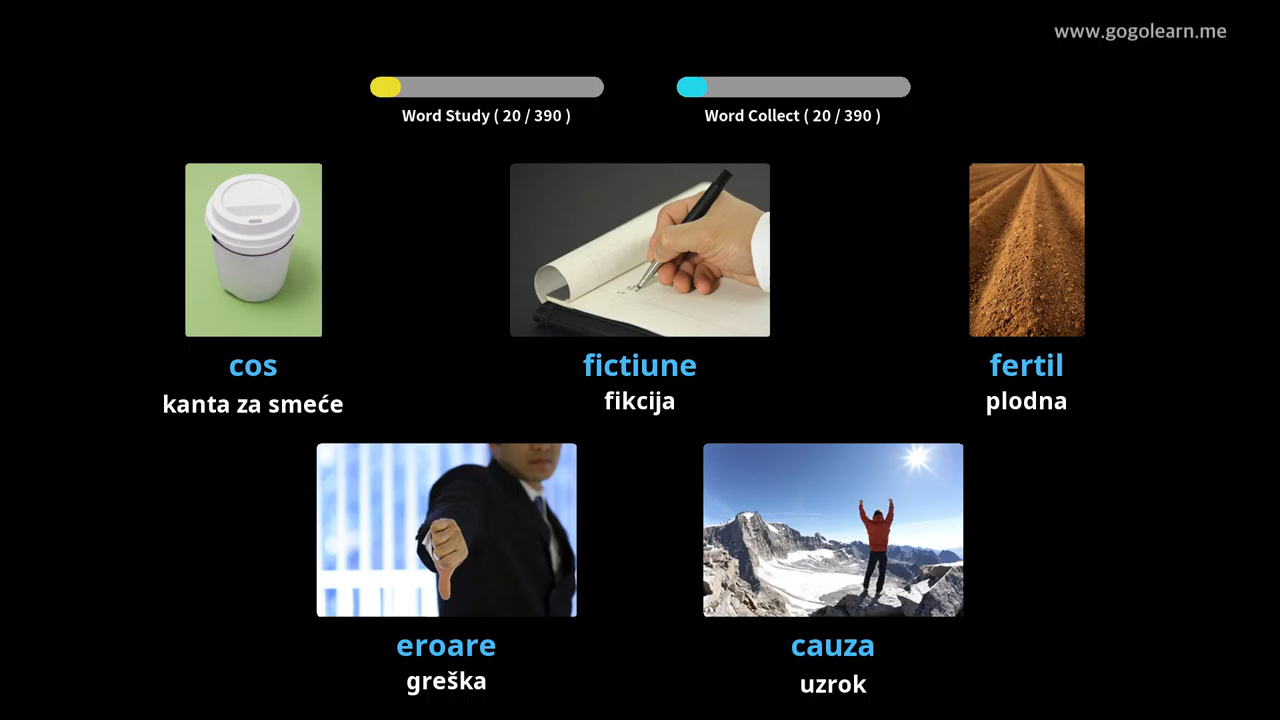 www.gogolearn.me
Word Study ( 20 / 390 )
Word Collect ( 20 / 390 )
cos
kanta za smeće
fictiune
fikcija
fertil
plodna
eroare
greška
cauza
uzrok